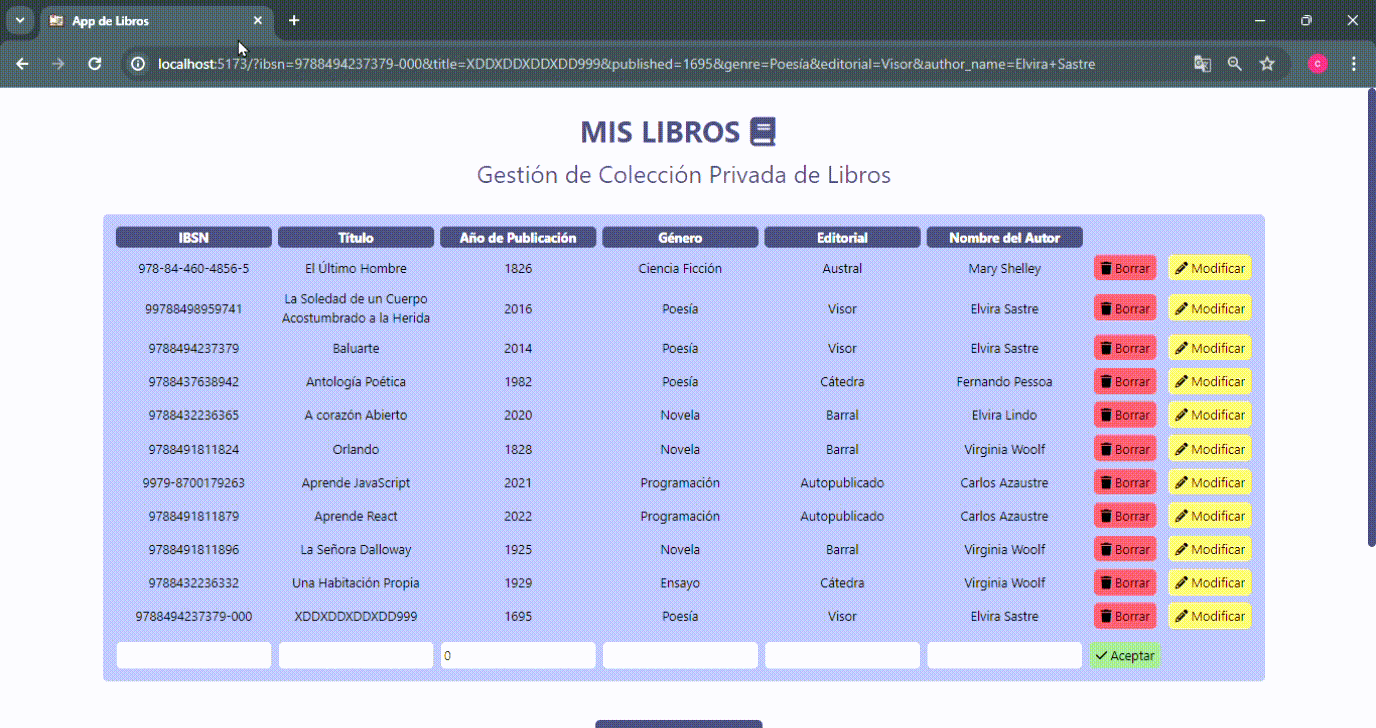 App de Libros
localhost:5173/?ibsn=9788494237379-000&title=XDDXDDXDDXDD999&published=1695&genre=Poesía&editorial=Visor&author_name=Elvira+Sastre
c
MIS LIBROS
Gestión de Colección Privada de Libros
IBSN Título Año de Publicación Género Editorial Nombre del Autor
978-84-460-4856-5 El Último Hombre 1826 Ciencia Ficción Austral Mary Shelley Borrar Modificar
99788498959741 La Soledad de un Cuerpo Acostumbrado a la Herida 2016 Poesía Visor Elvira Sastre Borrar Modificar
9788494237379 Baluarte 2014 Poesía Visor Elvira Sastre Borrar Modificar
9788437638942 Antología Poética 1982 Poesía Cátedra Fernando Pessoa Borrar Modificar
9788432236365 A corazón Abierto 2020 Novela Barral Elvira Lindo Borrar Modificar
9788491811824 Orlando 1828 Novela Barral Virginia Woolf Borrar Modificar
9979-8700179263 Aprende JavaScript 2021 Programación Autopublicado Carlos Azaustre Borrar Modificar
9788491811879 Aprende React 2022 Programación Autopublicado Carlos Azaustre Borrar Modificar
9788491811896 La Señora Dalloway 1925 Novela Barral Virginia Woolf Borrar Modificar
9788432236332 Una Habitación Propia 1929 Ensayo Cátedra Virginia Woolf Borrar Modificar
9788494237379-000 XDDXDDXDDXDD999 1695 Poesía Visor Elvira Sastre Borrar Modificar
0 Aceptar